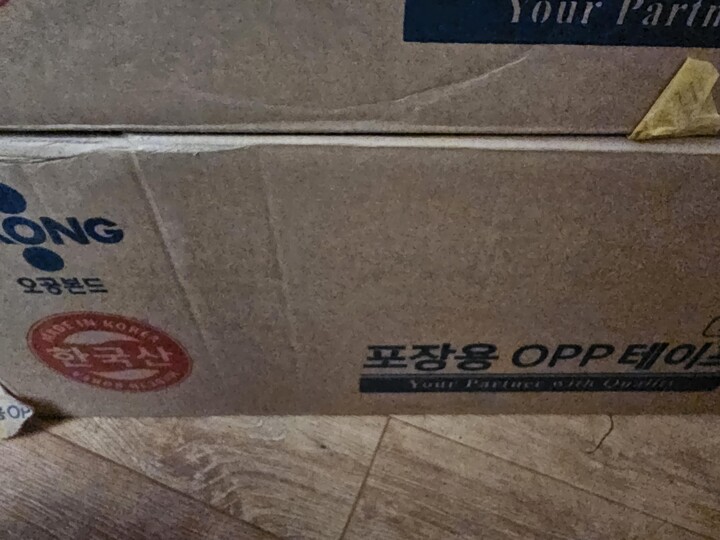 Your Partn
KONG
오공본드
MADE IN KOREA
한국산
포장용 OPP 테이프
Your Partner with Quality